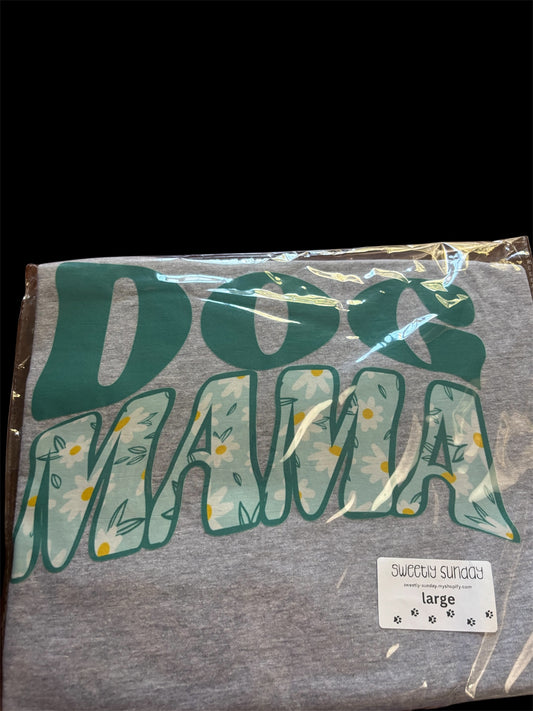 DOG
MAMA
sweetly sunday
sweetly-sunday.myshopify.com
large